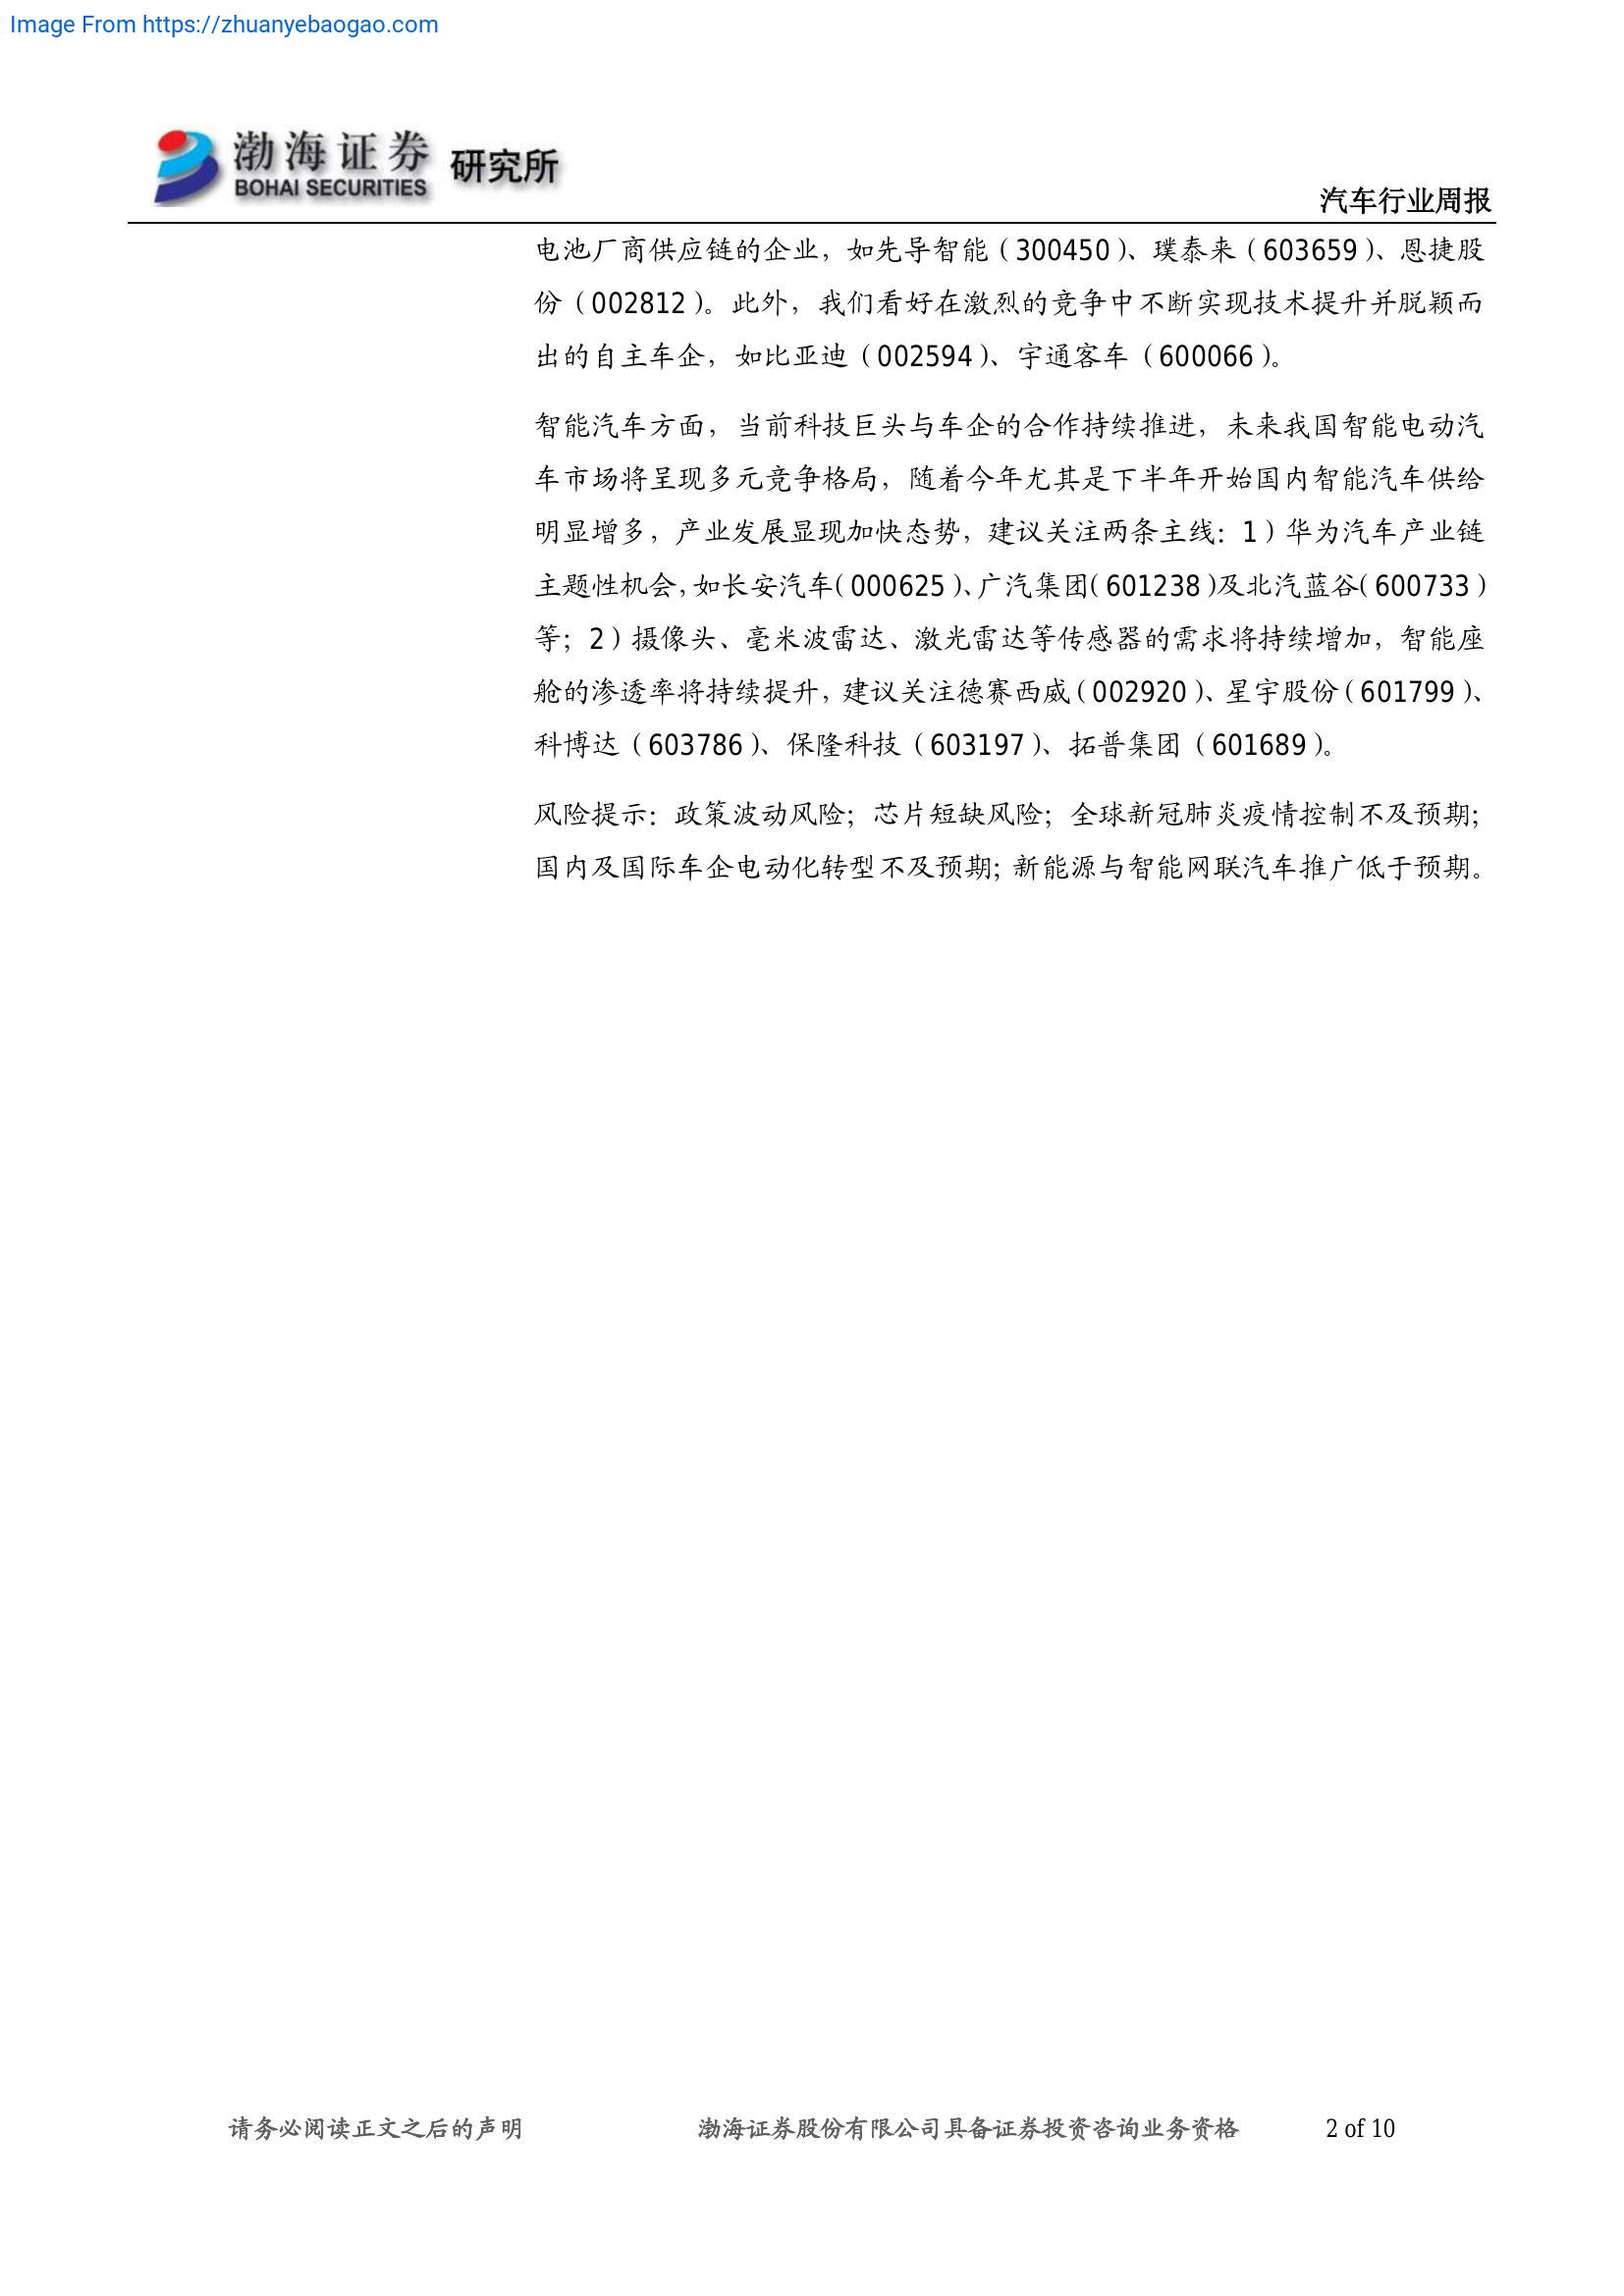 Image From https://zhuanyebaogao.com
渤海证券 研究所
BOHAI SECURITIES
汽车行业周报
电池厂商供应链的企业，如先导智能（300450）、璞泰来（603659）、恩捷股
份（002812）。此外，我们看好在激烈的竞争中不断实现技术提升并脱颖而
出的自主车企，如比亚迪（002594）、宇通客车（600066）。
智能汽车方面，当前科技巨头与车企的合作持续推进，未来我国智能电动汽
车市场将呈现多元竞争格局，随着今年尤其是下半年开始国内智能汽车供给
明显增多，产业发展显现加快态势，建议关注两条主线：1）华为汽车产业链
主题性机会，如长安汽车（000625）、广汽集团（601238）及北汽蓝谷（600733）
等；2）摄像头、毫米波雷达、激光雷达等传感器的需求将持续增加，智能座
舱的渗透率将持续提升，建议关注德赛西威（002920）、星宇股份（601799）、
科博达（603786）、保隆科技（603197）、拓普集团（601689）。
风险提示：政策波动风险；芯片短缺风险；全球新冠肺炎疫情控制不及预期；
国内及国际车企电动化转型不及预期；新能源与智能网联汽车推广低于预期。
请务必阅读正文之后的声明 渤海证券股份有限公司具备证券投资咨询业务资格 2 of 10